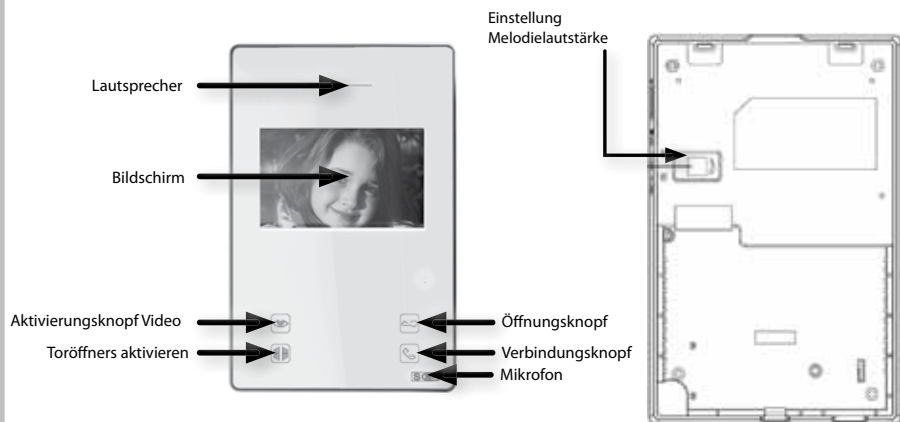 Einstellung
Melodielautstärke
Lautsprecher
Bildschirm
Aktivierungsknopf Video
Öffnungsknopf
Toröffners aktivieren
Verbindungsknopf
Mikrofon